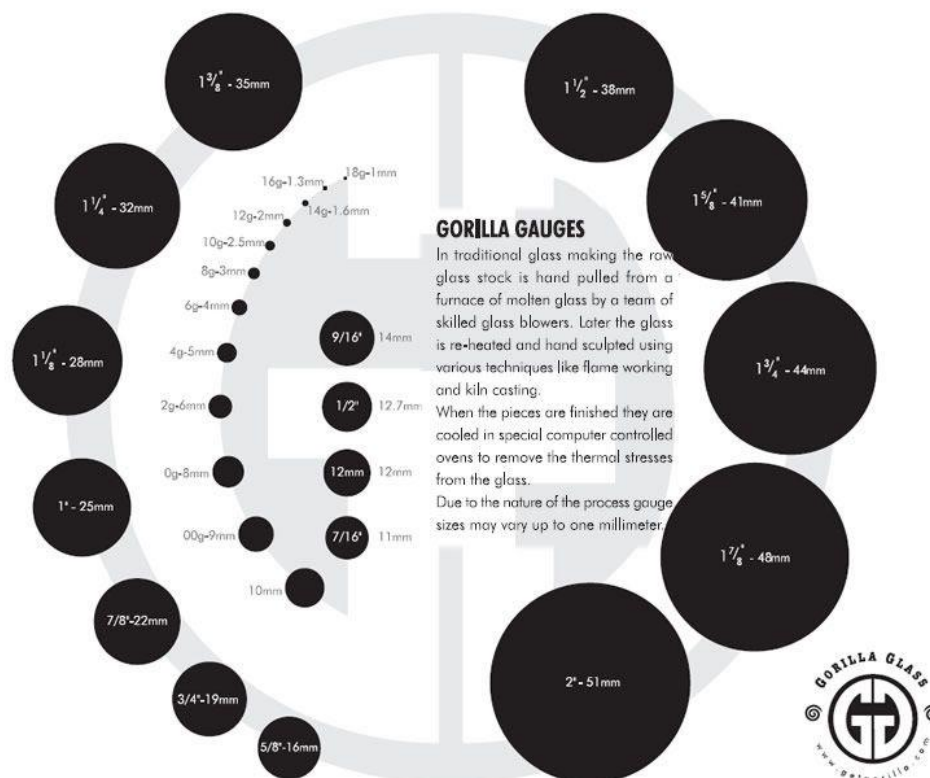 1 3/8" - 35mm
1 1/2" - 38mm
1 1/4" - 32mm
1 5/8" - 41mm
18g-1mm
16g-1.3mm
14g-1.6mm
12g-2mm
10g-2.5mm
8g-3mm
6g-4mm
4g-5mm
2g-6mm
0g-8mm
00g-9mm
10mm
9/16" 14mm
1/2" 12.7mm
12mm 12mm
7/16" 11mm
GORILLA GAUGES
In traditional glass making the raw
glass stock is hand pulled from a
furnace of molten glass by a team of
skilled glass blowers. Later the glass
is re-heated and hand sculpted using
various techniques like flame working
and kiln casting.
When the pieces are finished they are
cooled in special computer controlled
ovens to remove the thermal stresses
from the glass.
Due to the nature of the process gauge
sizes may vary up to one millimeter.
1 1/8" - 28mm
1 3/4" - 44mm
1" - 25mm
1 7/8" - 48mm
7/8"-22mm
3/4"-19mm
5/8"-16mm
2" - 51mm
GORILLA GLASS
www.getgorilla.com